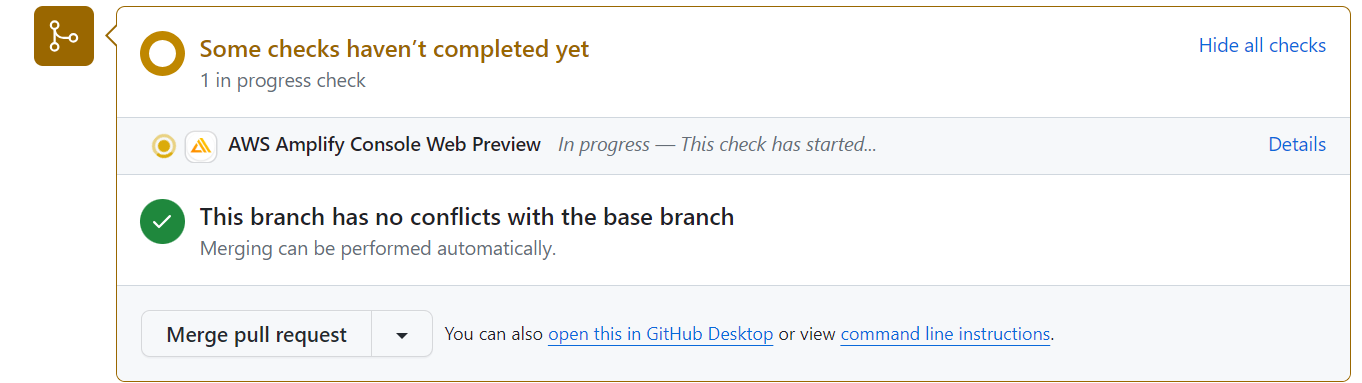 Some checks haven’t completed yet
Hide all checks
1 in progress check
AWS Amplify Console Web Preview In progress — This check has started...
Details
This branch has no conflicts with the base branch
Merging can be performed automatically.
Merge pull request
You can also open this in GitHub Desktop or view command line instructions.